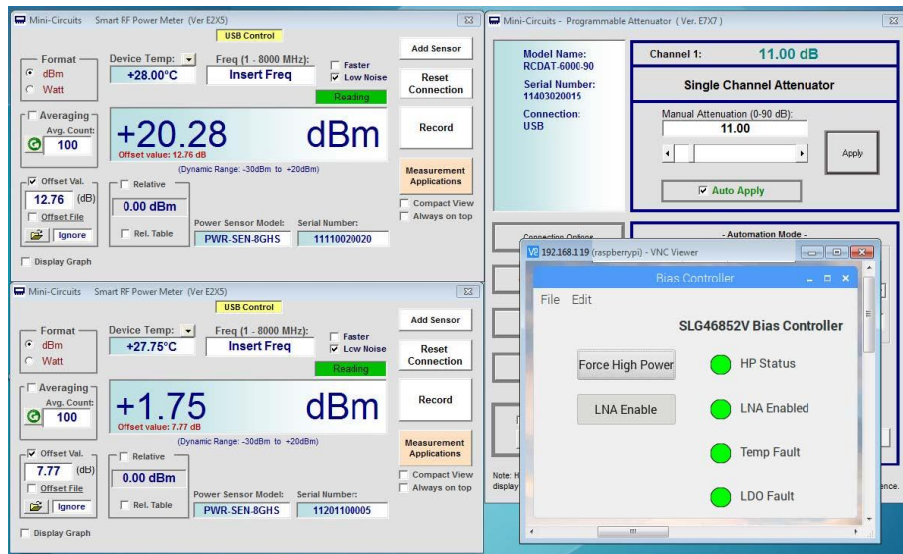 Mini-Circuits Smart RF Power Meter (Ver E2X5)
USB Control
Format
dBm
Watt
Device Temp:
+28.00°C
Freq (1 - 8000 MHz):
Insert Freq
Faster
Low Noise
Reading
Add Sensor
Reset Connection
Record
Measurement Applications
Compact View
Always on top
Averaging
Avg. Count:
100
+20.28 dBm
Offset value: 12.76 dB
(Dynamic Range: -30dBm to +20dBm)
Offset Val.
12.76 (dB)
Offset File
Ignore
Relative
0.00 dBm
Rel. Table
Power Sensor Model:
PWR-SEN-8GHS
Serial Number:
11110020020
Display Graph
Mini-Circuits Smart RF Power Meter (Ver E2X5)
USB Control
Format
dBm
Watt
Device Temp:
+27.75°C
Freq (1 - 8000 MHz):
Insert Freq
Faster
Low Noise
Reading
Add Sensor
Reset Connection
Record
Measurement Applications
Compact View
Always on top
Averaging
Avg. Count:
100
+1.75 dBm
Offset value: 7.77 dB
(Dynamic Range: -30dBm to +20dBm)
Offset Val.
7.77 (dB)
Offset File
Ignore
Relative
0.00 dBm
Rel. Table
Power Sensor Model:
PWR-SEN-8GHS
Serial Number:
11201100005
Display Graph
Mini-Circuits - Programmable Attenuator ( Ver. E7X7 )
Model Name:
RCDAT-6000-90
Serial Number:
11403020015
Connection:
USB
Channel 1: 11.00 dB
Single Channel Attenuator
Manual Attenuation (0-90 dB):
11.00
Apply
Auto Apply
Connection Options
- Automation Mode -
Note: H
display
ence.
192.168.1.19 (raspberrypi) - VNC Viewer
Bias Controller
File Edit
SLG46852V Bias Controller
Force High Power
HP Status
LNA Enable
LNA Enabled
Temp Fault
LDO Fault